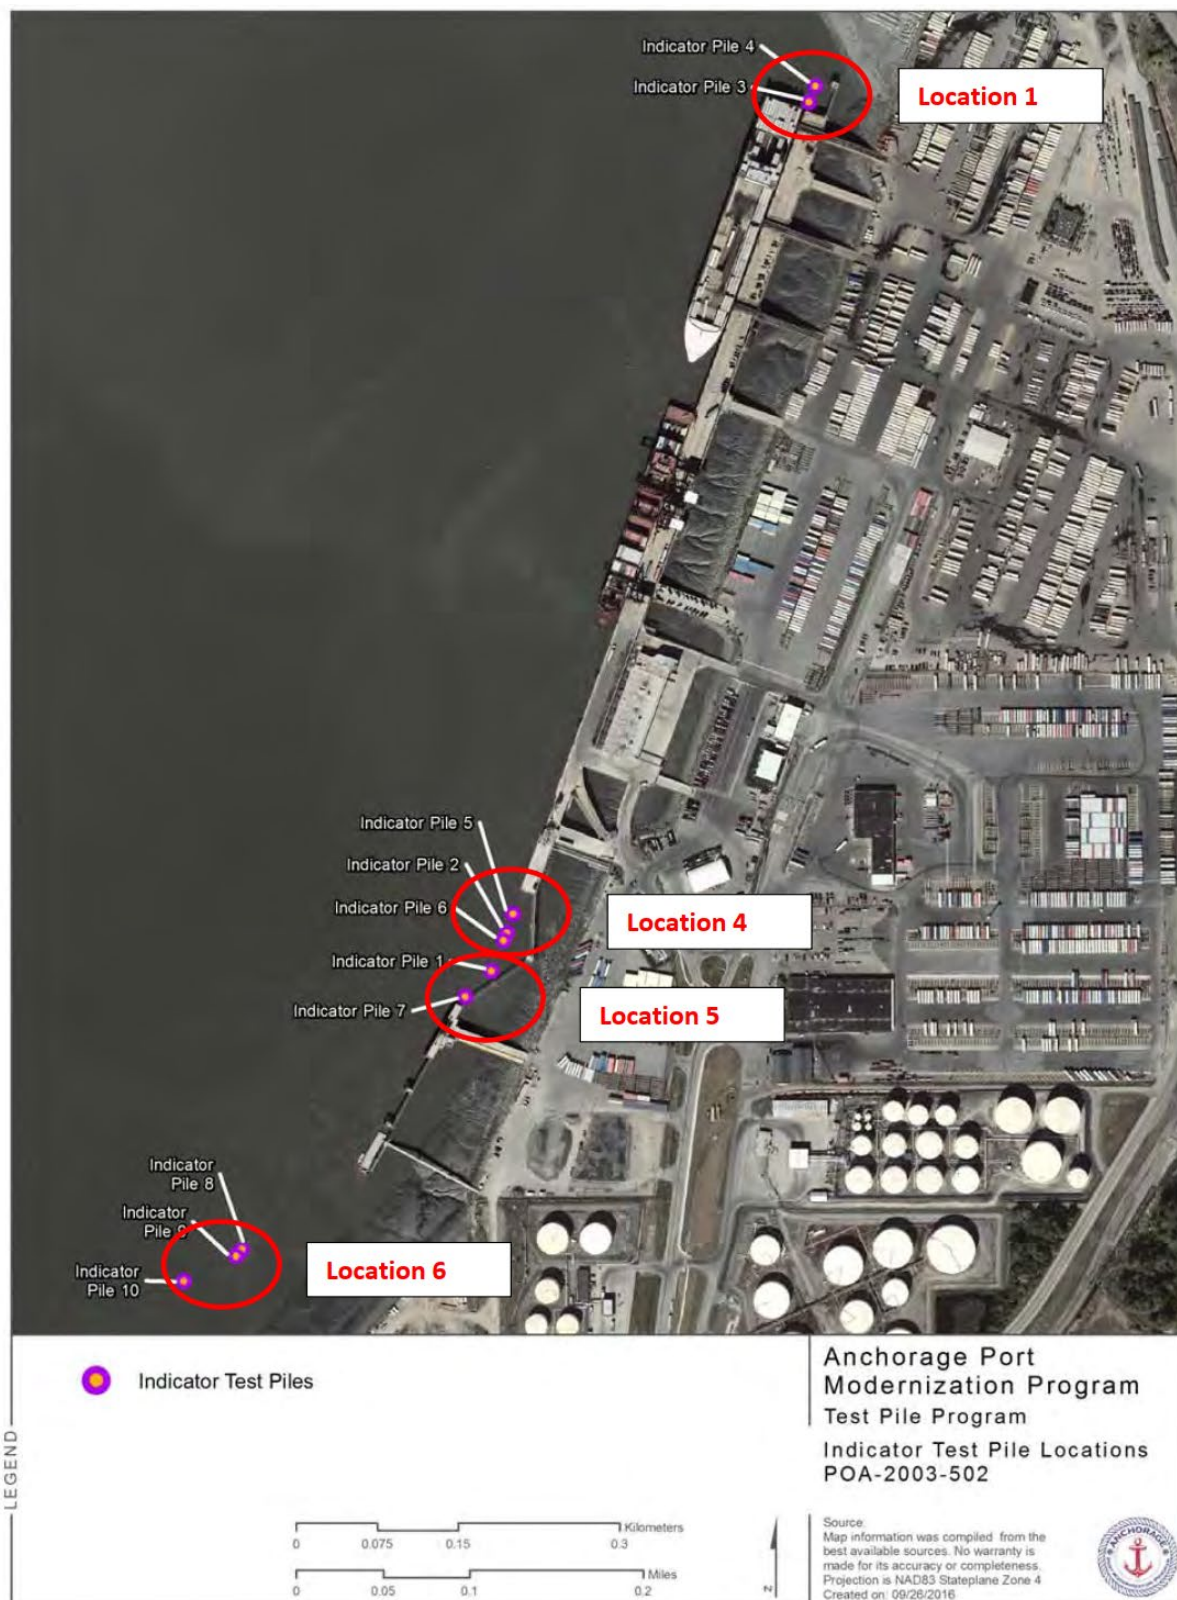 Indicator Pile 4
Indicator Pile 3
Location 1
Indicator Pile 5
Indicator Pile 2
Indicator Pile 6
Location 4
Indicator Pile 1
Indicator Pile 7
Location 5
Indicator
Pile 8
Indicator
Pile 9
Indicator
Pile 10
Location 6
LEGEND
Indicator Test Piles
Anchorage Port
Modernization Program
Test Pile Program
Indicator Test Pile Locations
POA-2003-502
Kilometers
0 0.075 0.15 0.3
Miles
0 0.05 0.1 0.2
N
Source:
Map information was compiled from the
best available sources. No warranty is
made for its accuracy or completeness.
Projection is NAD83 Stateplane Zone 4
Created on: 09/26/2016
ANCHORAGE